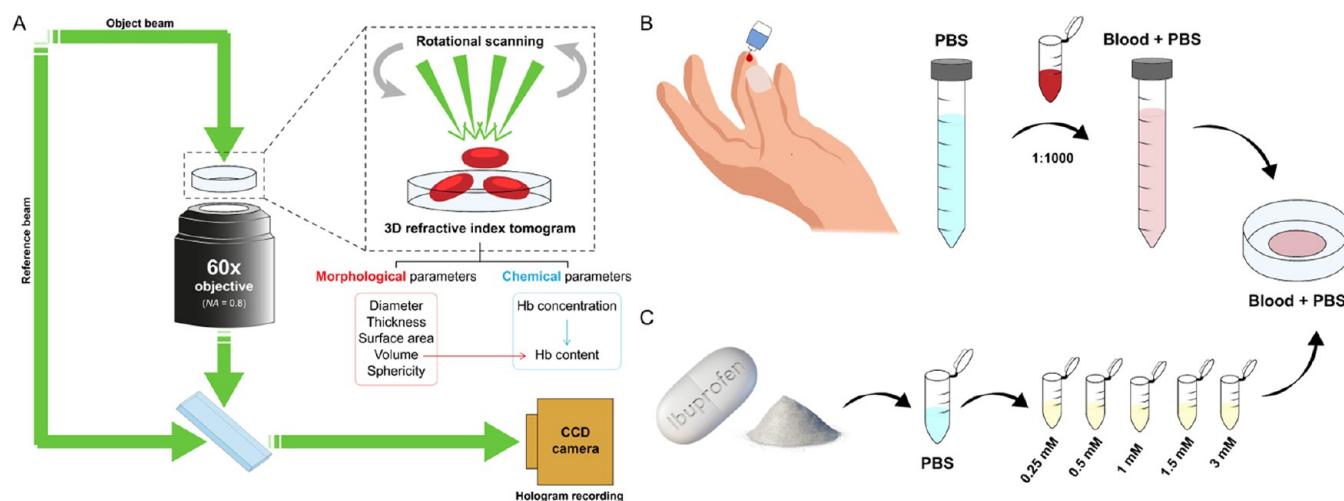 A
Object beam
Reference beam
Rotational scanning
3D refractive index tomogram
60x
objective
(NA = 0.8)
Morphological parameters
Chemical parameters
Diameter
Thickness
Surface area
Volume
Sphericity
Hb concentration
Hb content
CCD
camera
Hologram recording
B
PBS
1:1000
Blood + PBS
Blood + PBS
C
Ibuprofen
PBS
0.25 mM
0.5 mM
1 mM
1.5 mM
3 mM